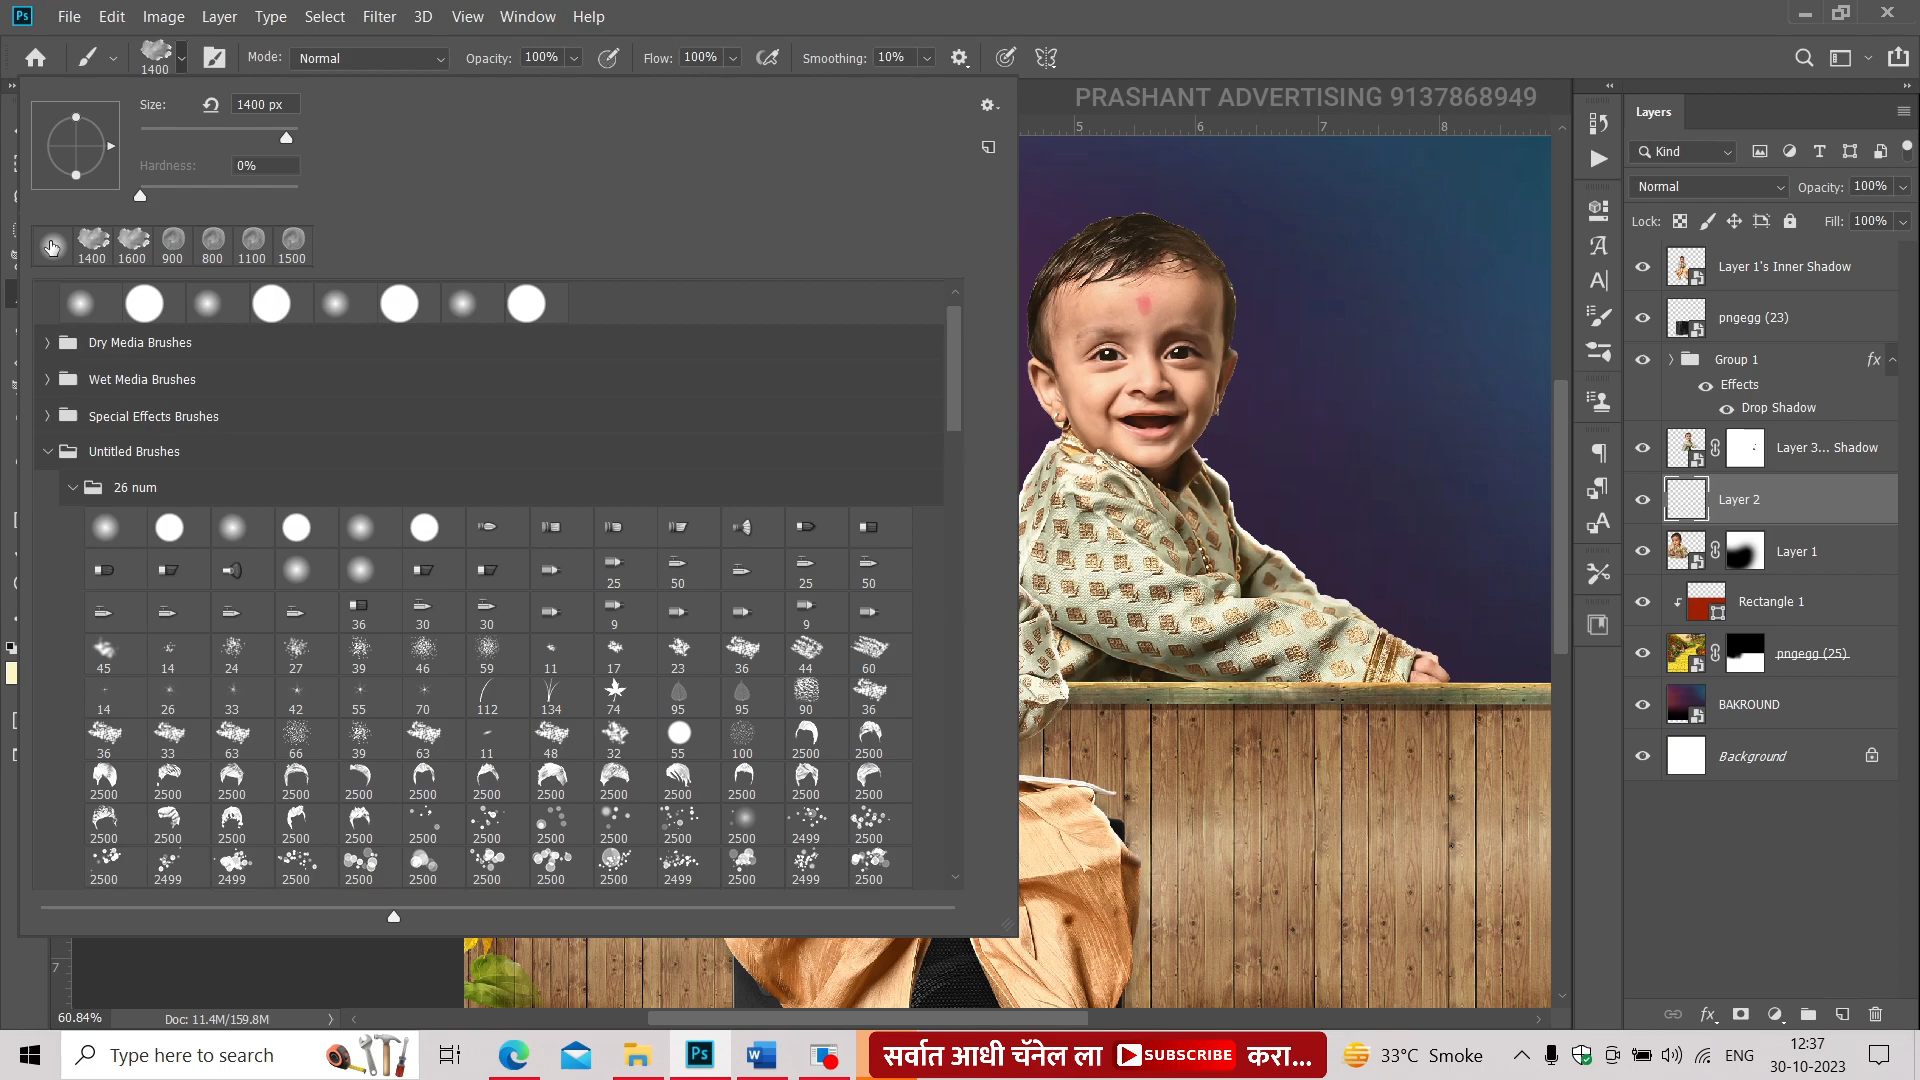 Ps File Edit Image Layer Type Select Filter 3D View Window Help
1400 Mode: Normal Opacity: 100% Flow: 100% Smoothing: 10%
Size: 1400 px
Hardness: 0%
1400 1600 900 800 1100 1500
Dry Media Brushes
Wet Media Brushes
Special Effects Brushes
Untitled Brushes
26 num
25 50 25 50
36 30 30 9 9
45 14 24 27 39 46 59 11 17 23 36 44 60
14 26 33 42 55 70 112 134 74 95 95 90 36
36 33 63 66 39 63 11 48 32 55 100 2500 2500
2500 2500 2500 2500 2500 2500 2500 2500 2500 2500 2500 2500 2500
2500 2500 2500 2500 2500 2500 2500 2500 2500 2500 2500 2499 2500
2500 2499 2499 2500 2500 2500 2500 2500 2500 2499 2500 2499 2500
PRASHANT ADVERTISING 9137868949
5 6 7 8
7
60.84% Doc: 11.4M/159.8M
Layers
Kind
Normal Opacity: 100%
Lock: Fill: 100%
Layer 1's Inner Shadow
pngegg (23)
Group 1 fx
Effects
Drop Shadow
Layer 3... Shadow
Layer 2
Layer 1
Rectangle 1
pngegg (25)
BAKROUND
Background
fx
Type here to search
सर्वात आधी चॅनेल ला SUBSCRIBE करा...
33°C Smoke ENG 12:37
30-10-2023